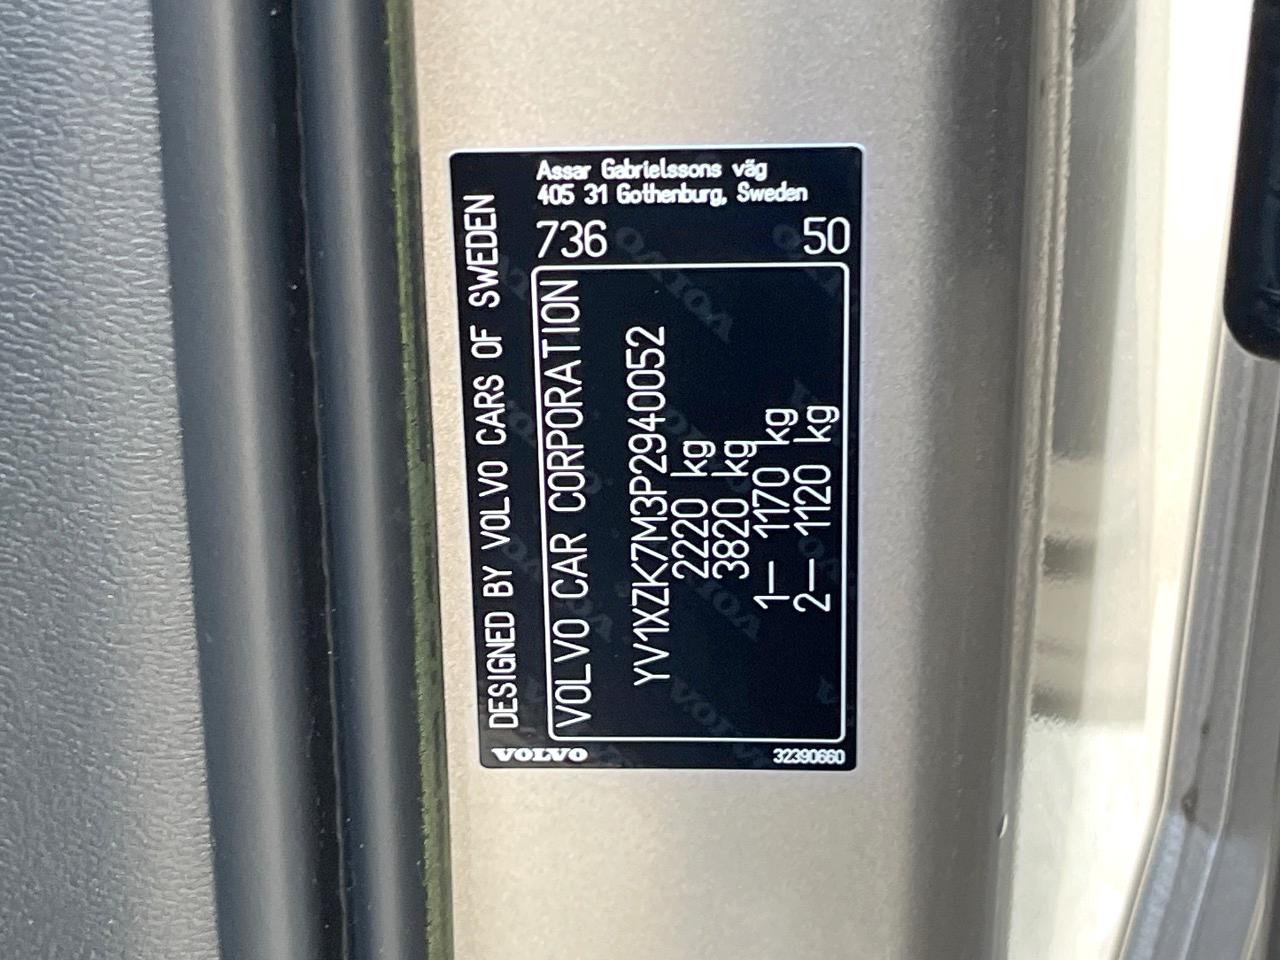 Assar Gabrielssons väg
405 31 Gothenburg, Sweden
736 50
DESIGNED BY VOLVO CARS OF SWEDEN
VOLVO CAR CORPORATION
YV1XZK7M3P2940052
2220 kg
3820 kg
1– 1170 kg
2– 1120 kg
VOLVO
32390660